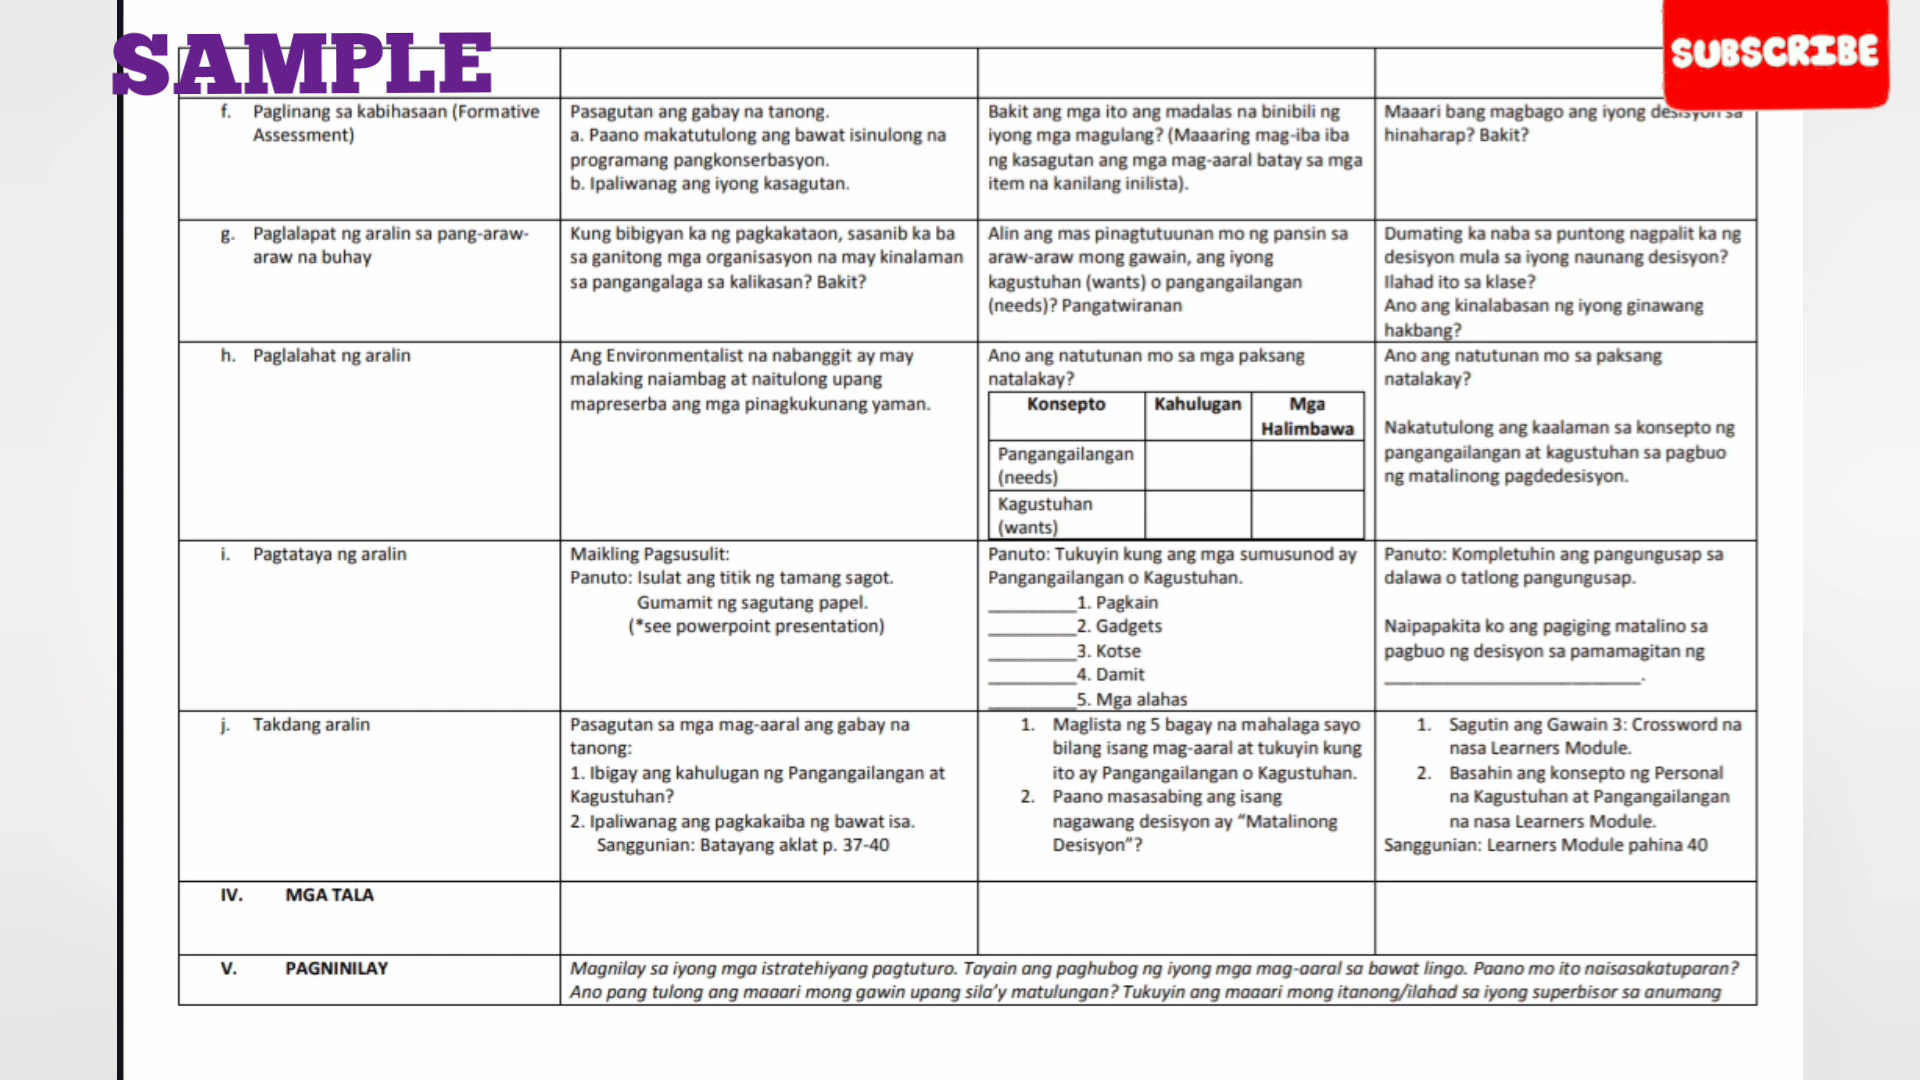 SAMPLE
SUBSCRIBE
f. Paglinang sa kabihasaan (Formative
Assessment)
Pasagutan ang gabay na tanong.
a. Paano makatutulong ang bawat isinulong na
programang pangkonserbasyon.
b. Ipaliwanag ang iyong kasagutan.
Bakit ang mga ito ang madalas na binibili ng
iyong mga magulang? (Maaaring mag-iba iba
ng kasagutan ang mga mag-aaral batay sa mga
item na kanilang inilista).
Maaari bang magbago ang iyong desisyon sa
hinaharap? Bakit?
g. Paglalapat ng aralin sa pang-araw-
araw na buhay
Kung bibigyan ka ng pagkakataon, sasanib ka ba
sa ganitong mga organisasyon na may kinalaman
sa pangangalaga sa kalikasan? Bakit?
Alin ang mas pinagtutuunan mo ng pansin sa
araw-araw mong gawain, ang iyong
kagustuhan (wants) o pangangailangan
(needs)? Pangatwiranan
Dumating ka naba sa puntong nagpalit ka ng
desisyon mula sa iyong naunang desisyon?
Ilahad ito sa klase?
Ano ang kinalabasan ng iyong ginawang
hakbang?
h. Paglalahat ng aralin
Ang Environmentalist na nabanggit ay may
malaking naiambag at naitulong upang
mapreserba ang mga pinagkukunang yaman.
Ano ang natutunan mo sa mga paksang
natalakay?
Konsepto Kahulugan Mga
Halimbawa
Pangangailangan
(needs)
Kagustuhan
(wants)
Ano ang natutunan mo sa paksang
natalakay?
Nakatutulong ang kaalaman sa konsepto ng
pangangailangan at kagustuhan sa pagbuo
ng matalinong pagdedesisyon.
i. Pagtataya ng aralin
Maikling Pagsusulit:
Panuto: Isulat ang titik ng tamang sagot.
Gumamit ng sagutang papel.
(*see powerpoint presentation)
Panuto: Tukuyin kung ang mga sumusunod ay
Pangangailangan o Kagustuhan.
_________1. Pagkain
_________2. Gadgets
_________3. Kotse
_________4. Damit
_________5. Mga alahas
Panuto: Kompletuhin ang pangungusap sa
dalawa o tatlong pangungusap.
Naipapakita ko ang pagiging matalino sa
pagbuo ng desisyon sa pamamagitan ng
__________________________.
j. Takdang aralin
Pasagutan sa mga mag-aaral ang gabay na
tanong:
1. Ibigay ang kahulugan ng Pangangailangan at
Kagustuhan?
2. Ipaliwanag ang pagkakaiba ng bawat isa.
Sanggunian: Batayang aklat p. 37-40
1. Maglista ng 5 bagay na mahalaga sayo
bilang isang mag-aaral at tukuyin kung
ito ay Pangangailangan o Kagustuhan.
2. Paano masasabing ang isang
nagawang desisyon ay “Matalinong
Desisyon”?
1. Sagutin ang Gawain 3: Crossword na
nasa Learners Module.
2. Basahin ang konsepto ng Personal
na Kagustuhan at Pangangailangan
na nasa Learners Module.
Sanggunian: Learners Module pahina 40
IV. MGA TALA
V. PAGNINILAY
Magnilay sa iyong mga istratehiyang pagtuturo. Tayain ang paghubog ng iyong mga mag-aaral sa bawat lingo. Paano mo ito naisasakatuparan?
Ano pang tulong ang maaari mong gawin upang sila’y matulungan? Tukuyin ang maaari mong itanong/ilahad sa iyong superbisor sa anumang